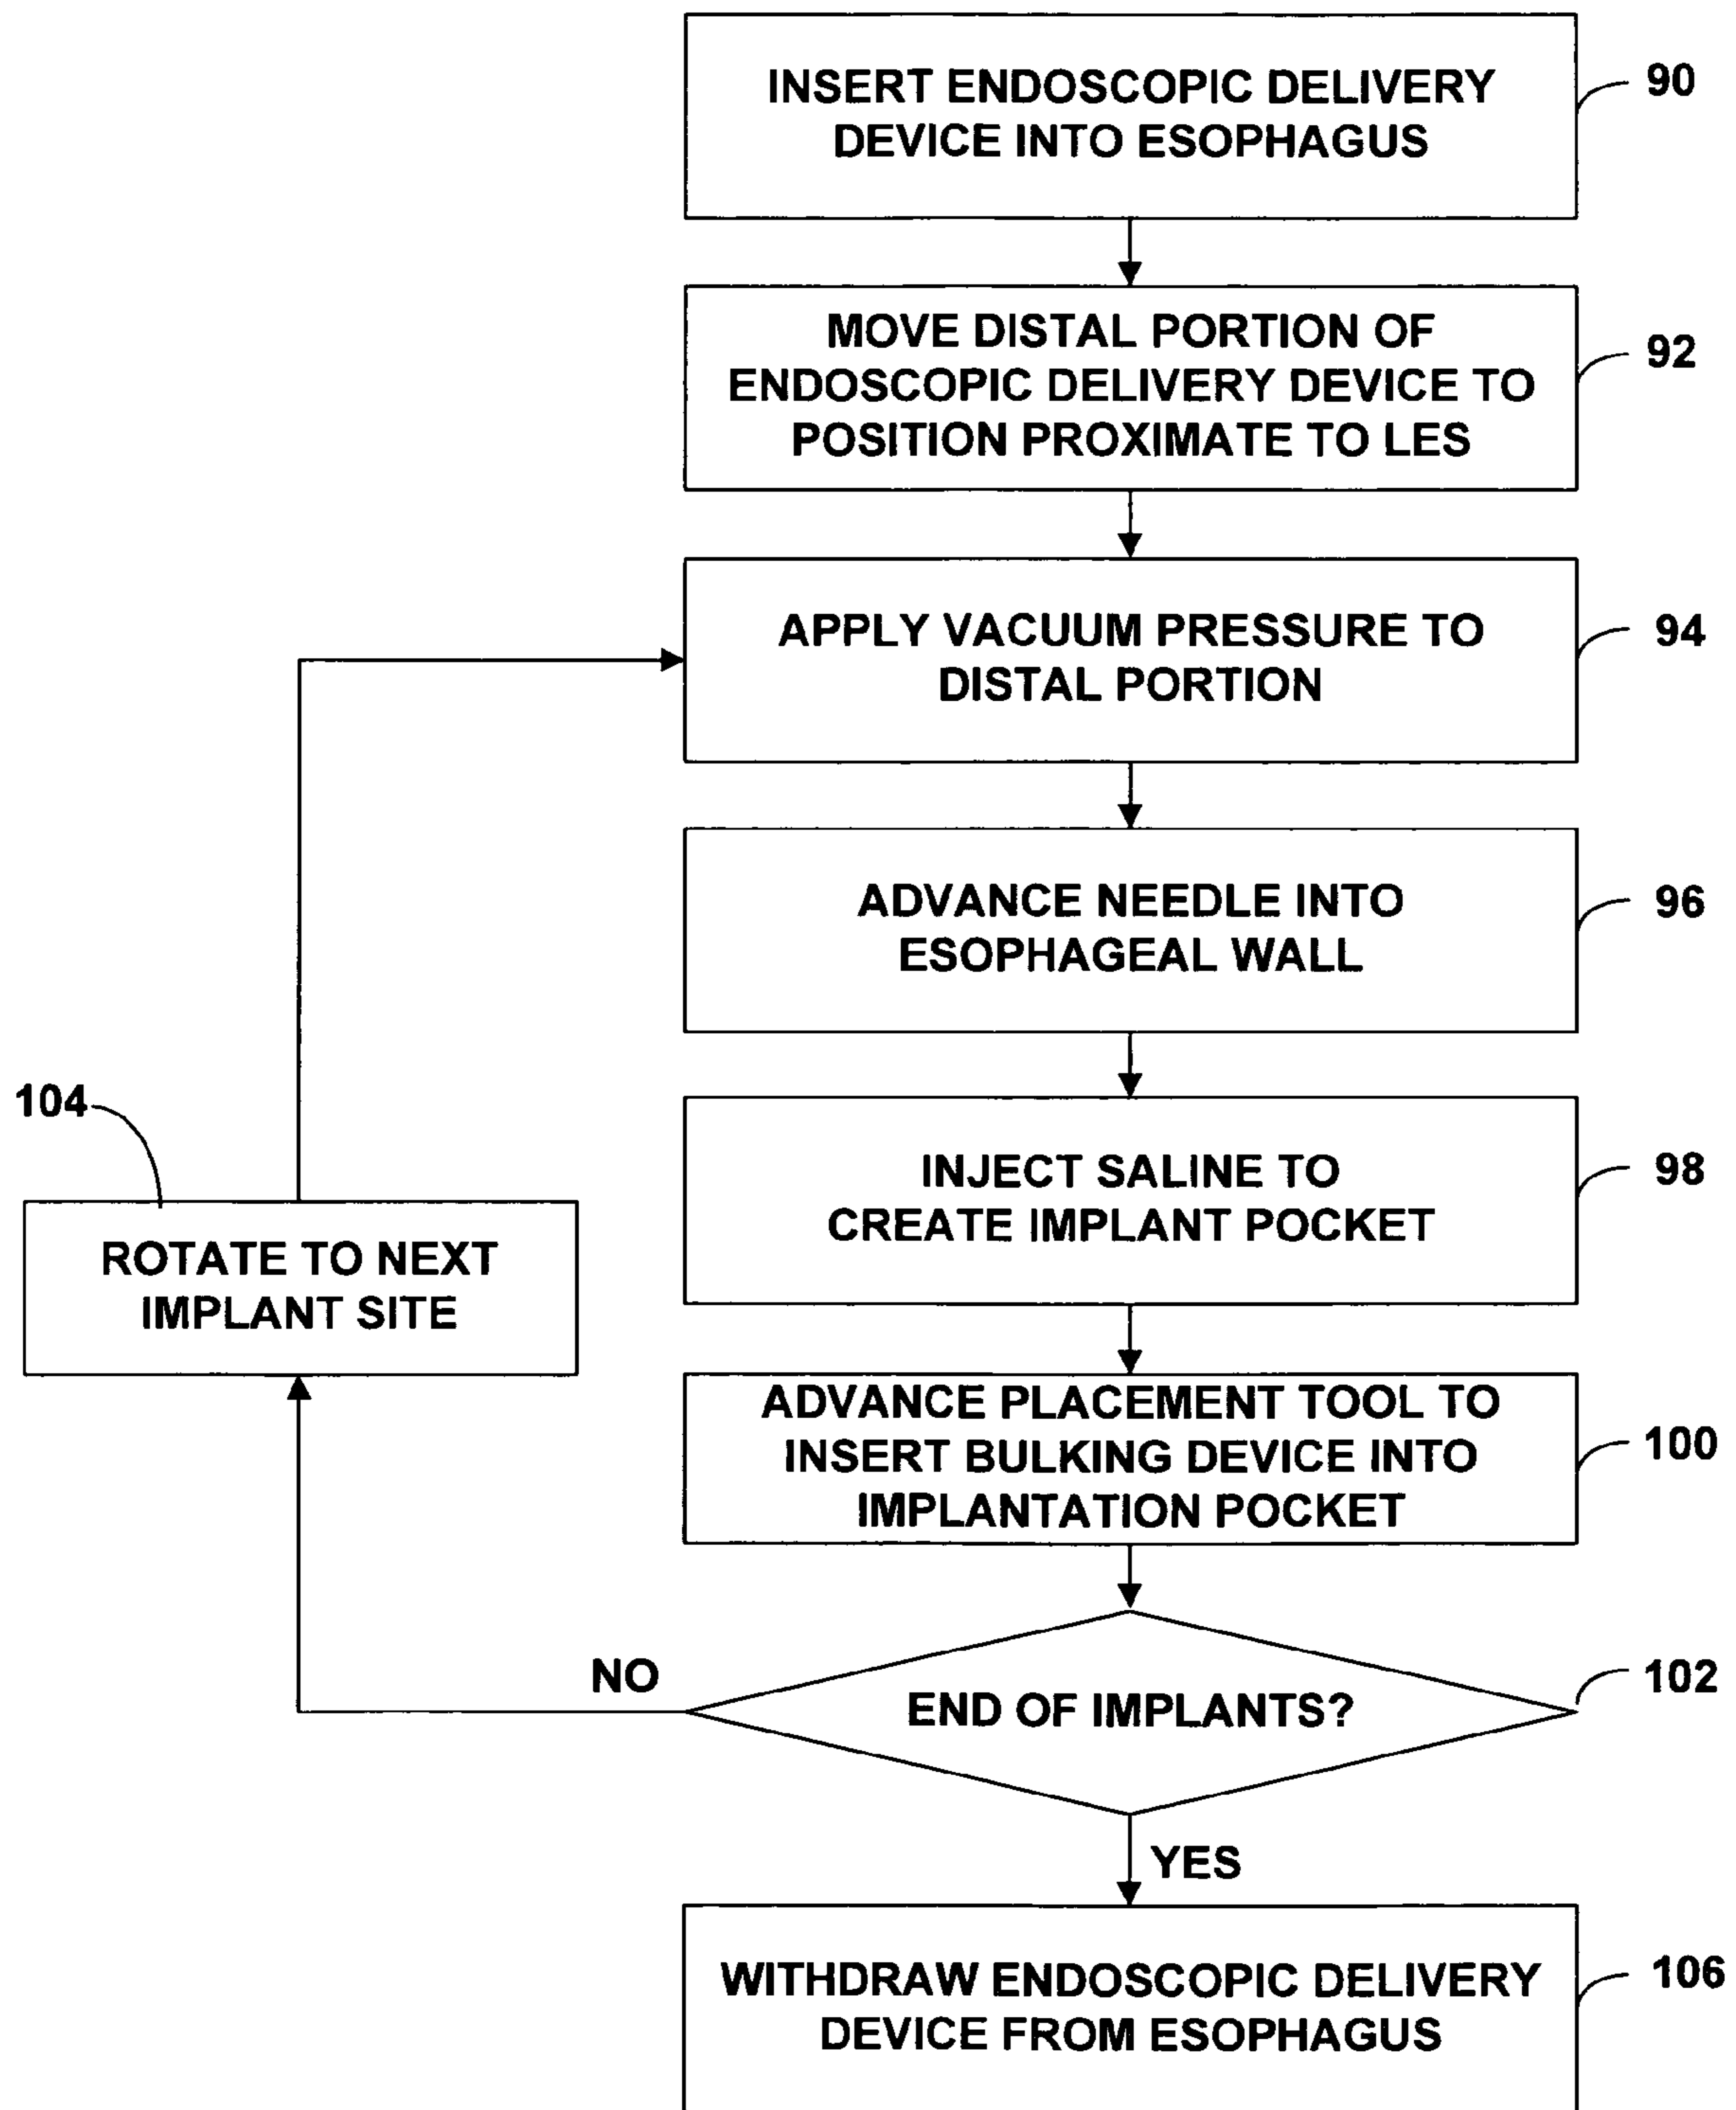 INSERT ENDOSCOPIC DELIVERY
DEVICE INTO ESOPHAGUS
90
MOVE DISTAL PORTION OF
ENDOSCOPIC DELIVERY DEVICE TO
POSITION PROXIMATE TO LES
92
APPLY VACUUM PRESSURE TO
DISTAL PORTION
94
ADVANCE NEEDLE INTO
ESOPHAGEAL WALL
96
INJECT SALINE TO
CREATE IMPLANT POCKET
98
104
ROTATE TO NEXT
IMPLANT SITE
ADVANCE PLACEMENT TOOL TO
INSERT BULKING DEVICE INTO
IMPLANTATION POCKET
100
NO
END OF IMPLANTS?
102
YES
WITHDRAW ENDOSCOPIC DELIVERY
DEVICE FROM ESOPHAGUS
106